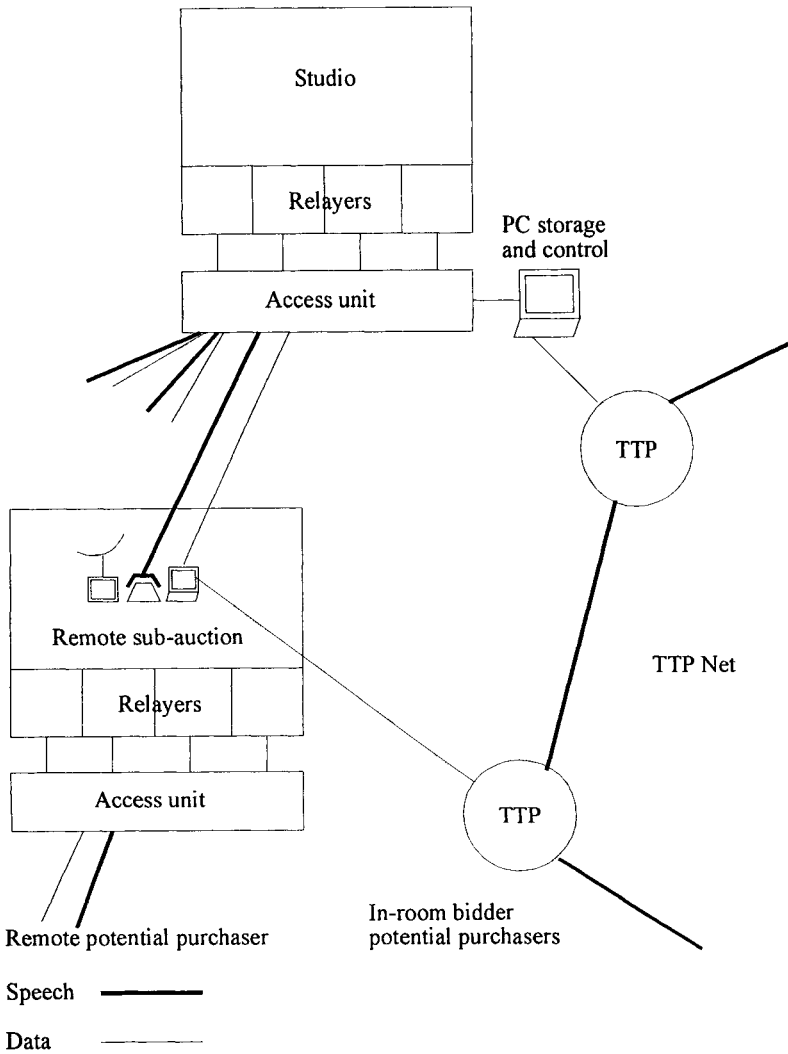 Studio
Relayers
PC storage
and control
Access unit
TTP
Remote sub-auction
TTP Net
Relayers
Access unit
TTP
In-room bidder
potential purchasers
Remote potential purchaser
Speech
Data